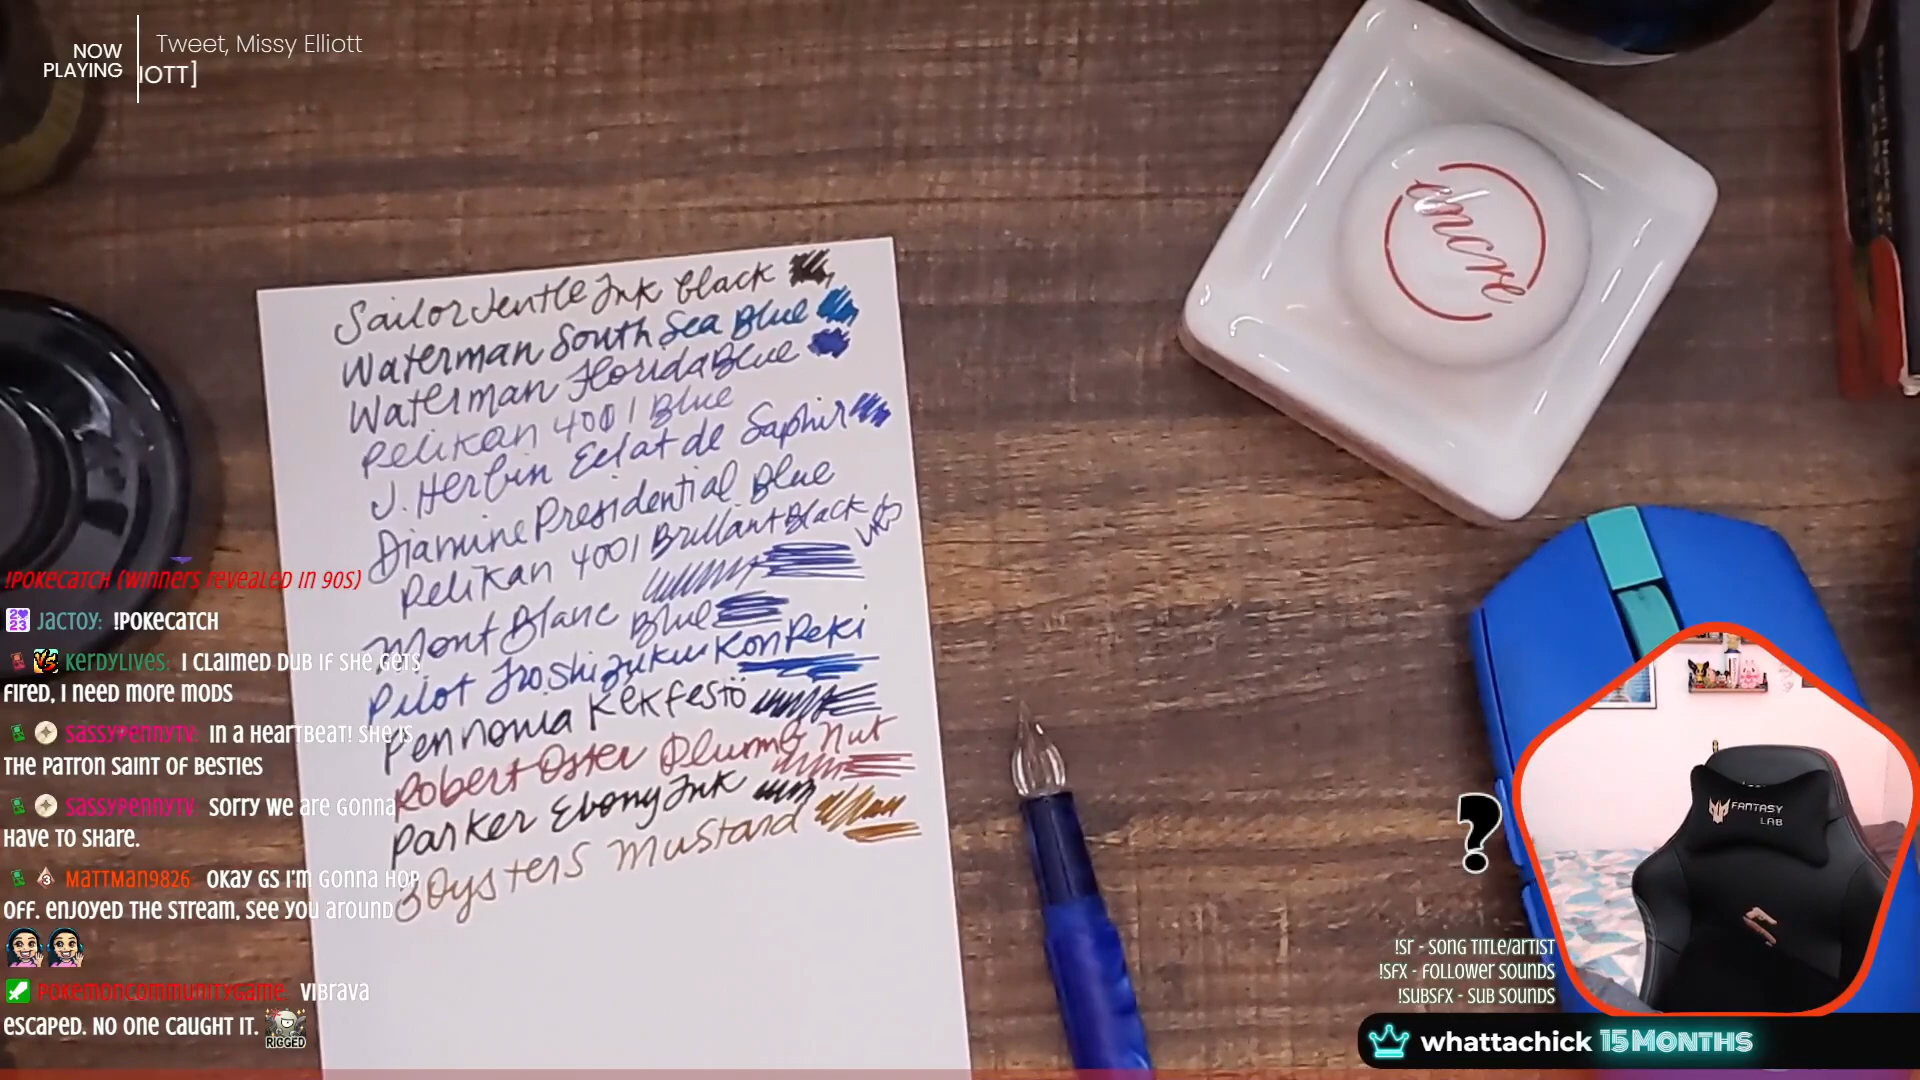 NOW PLAYING
Tweet, Missy Elliott
IOTT]
encre
Sailor Jentle Ink black
Waterman South Sea Blue
Waterman Florida Blue
Pelikan 4001 Blue
J. Herbin Eclat de Saphir
Diamine Presidential Blue
Pelikan 4001 Brillant Black
Mont Blanc
Blue
Pilot Iroshizuku Kon Peki
Pennonia Kékfestő
Robert Oster Plumb Nut
Parker Ebony Ink
3 Oysters Mustard
!POKECATCH (WINNERS REVEALED IN 90S)
JACTOY: !POKECATCH
KERDYLIVES: I CLAIMED DUB IF SHE GETS
FIRED, I NEED MORE MODS
SASSYPENNYTV: IN A HEARTBEAT! SHE IS
THE PATRON SAINT OF BESTIES
SASSYPENNYTV: SORRY WE ARE GONNA
HAVE TO SHARE.
MATTMAN9826: OKAY GS I'M GONNA HOP
OFF. ENJOYED THE STREAM, SEE YOU AROUND
POKEMONCOMMUNITYGAME: VIBRAVA
ESCAPED. NO ONE CAUGHT IT.
RIGGED
?
FANTASY
LAB
!SR - SONG TITLE/ARTIST
!SFX - FOLLOWER SOUNDS
!SUBSFX - SUB SOUNDS
whattachick 15 MONTHS